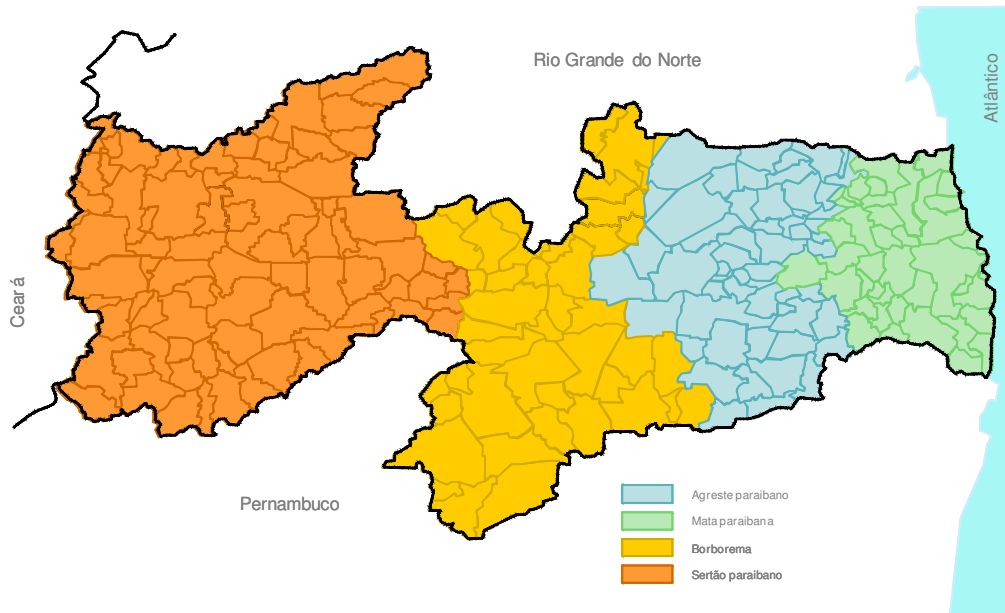 Rio Grande do Norte
Atlântico
Ceará
Pernambuco
Agreste paraibano
Mata paraibana
Borborema
Sertão paraibano